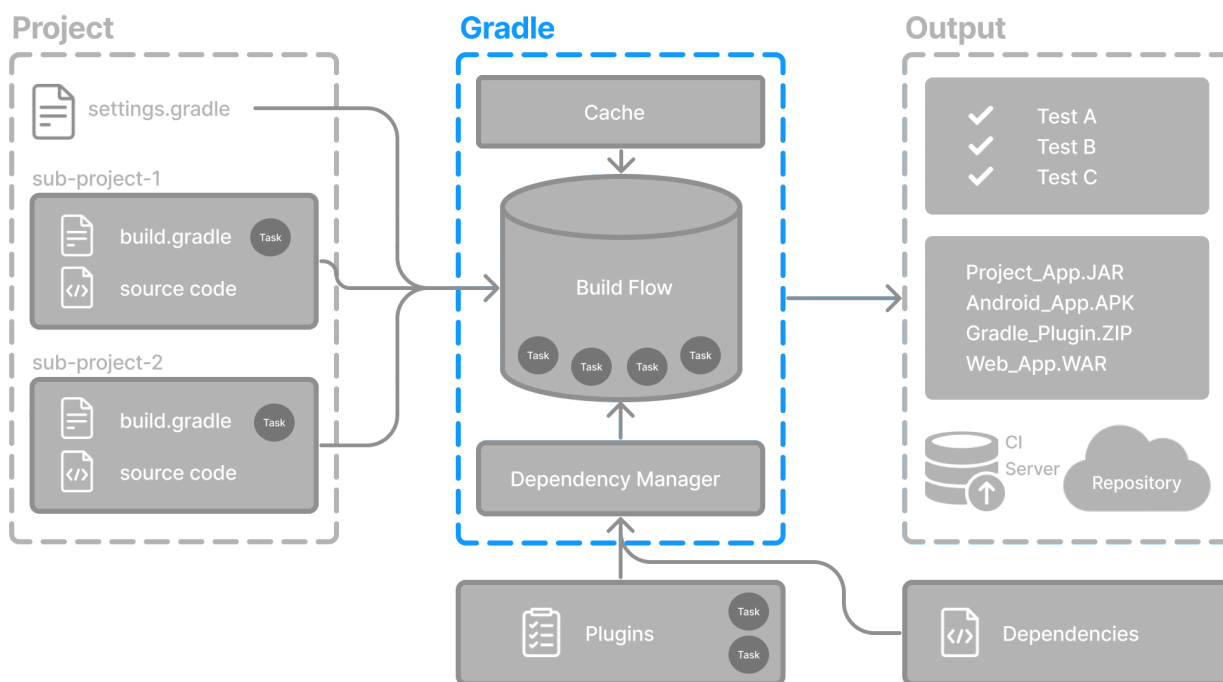 Project
settings.gradle
sub-project-1
build.gradle
Task
source code
sub-project-2
build.gradle
Task
source code
Gradle
Cache
Build Flow
Task
Task
Task
Task
Dependency Manager
Plugins
Task
Task
Output
Test A
Test B
Test C
Project_App.JAR
Android_App.APK
Gradle_Plugin.ZIP
Web_App.WAR
CI
Server
Repository
Dependencies